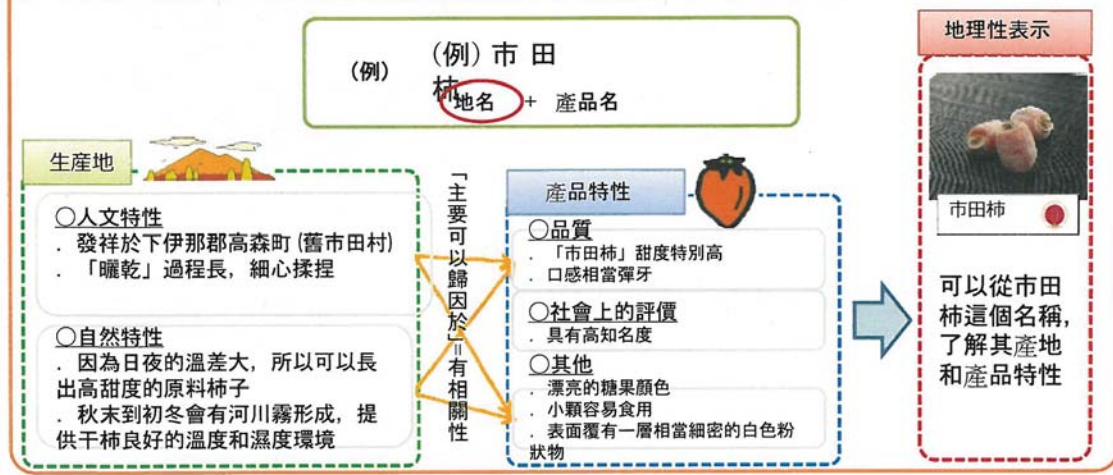 (例)
(例) 市 田
柿
地名 + 產品名
生產地
○人文特性
．發祥於下伊那郡高森町 (舊市田村)
．「曬乾」過程長，細心揉捏
○自然特性
．因為日夜的溫差大，所以可以長
出高甜度的原料柿子
．秋末到初冬會有河川霧形成，提
供干柿良好的溫度和濕度環境
「主要可以歸因於」=有相關性
產品特性
○品質
．「市田柿」甜度特別高
．口感相當彈牙
○社會上的評價
．具有高知名度
○其他
．漂亮的糖果顏色
．小顆容易食用
．表面覆有一層相當細密的白色粉
狀物
地理性表示
市田柿
可以從市田
柿這個名稱，
了解其產地
和產品特性